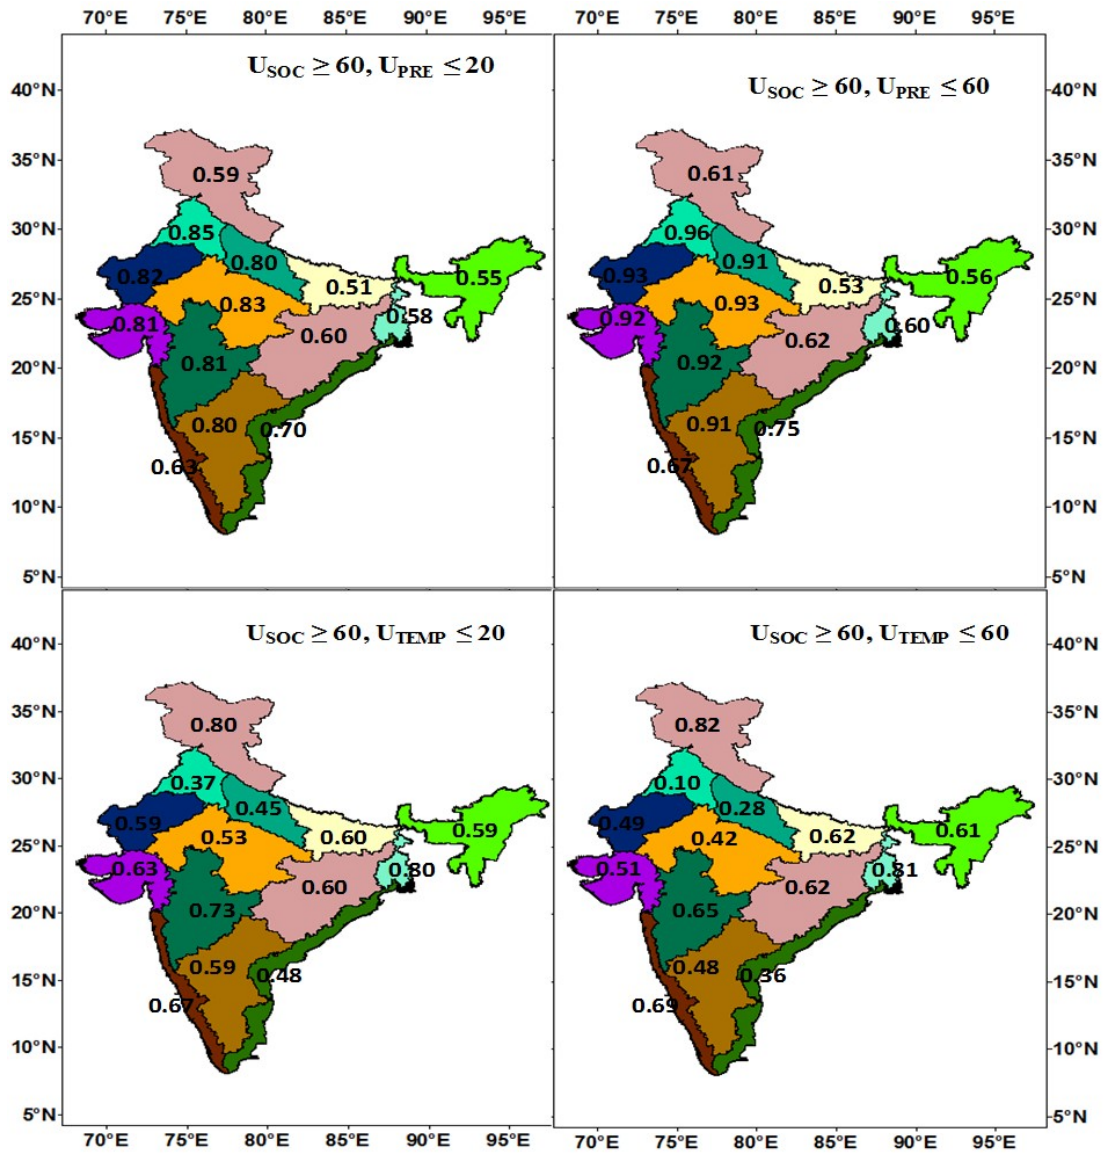 70°E 75°E 80°E 85°E 90°E 95°E 70°E 75°E 80°E 85°E 90°E 95°E
U_SOC ≥ 60, U_PRE ≤ 20
U_SOC ≥ 60, U_PRE ≤ 60
40°N 40°N
35°N 35°N
0.59 0.61
30°N 30°N
0.85 0.96
0.82 0.80 0.55 0.93 0.91 0.56
0.51 0.53
25°N 25°N
0.81 0.83 0.58 0.92 0.93 0.60
0.60 0.62
20°N 20°N
0.81 0.92
0.80 0.70 0.91 0.75
15°N 15°N
0.63 0.67
10°N 10°N
5°N 5°N
U_SOC ≥ 60, U_TEMP ≤ 20
U_SOC ≥ 60, U_TEMP ≤ 60
40°N 40°N
35°N 35°N
0.80 0.82
30°N 30°N
0.37 0.10
0.45 0.28
0.59 0.53 0.60 0.59 0.49 0.42 0.62 0.61
25°N 25°N
0.63 0.80 0.51 0.81
0.60 0.62
20°N 20°N
0.73 0.65
0.59 0.48 0.48 0.36
15°N 15°N
0.67 0.69
10°N 10°N
5°N 5°N
70°E 75°E 80°E 85°E 90°E 95°E 70°E 75°E 80°E 85°E 90°E 95°E